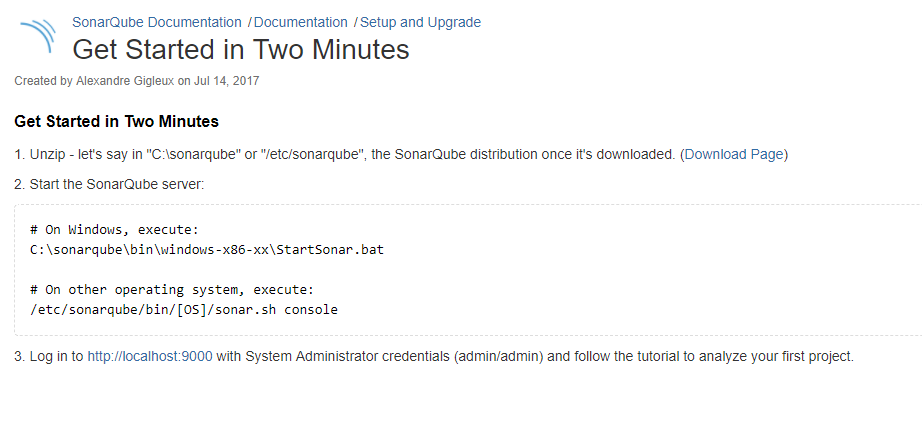 SonarQube Documentation / Documentation / Setup and Upgrade
Get Started in Two Minutes
Created by Alexandre Gigleux on Jul 14, 2017
Get Started in Two Minutes
1. Unzip - let's say in "C:\sonarqube" or "/etc/sonarqube", the SonarQube distribution once it's downloaded. (Download Page)
2. Start the SonarQube server:
# On Windows, execute:
C:\sonarqube\bin\windows-x86-xx\StartSonar.bat
# On other operating system, execute:
/etc/sonarqube/bin/[OS]/sonar.sh console
3. Log in to http://localhost:9000 with System Administrator credentials (admin/admin) and follow the tutorial to analyze your first project.